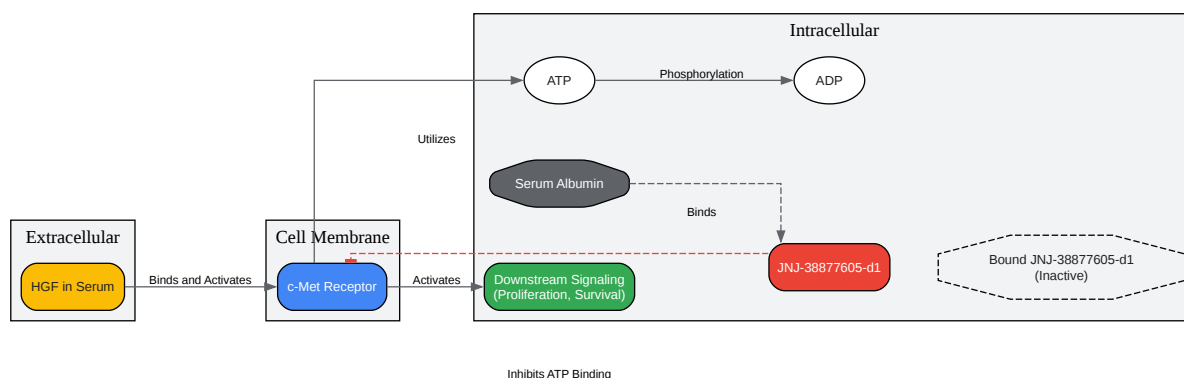 Intracellular
ATP
Phosphorylation
ADP
Utilizes
Serum Albumin
Binds
Extracellular
Cell Membrane
HGF in Serum
Binds and Activates
c-Met Receptor
Activates
Downstream Signaling
(Proliferation, Survival)
JNJ-38877605-d1
Bound JNJ-38877605-d1
(Inactive)
Inhibits ATP Binding